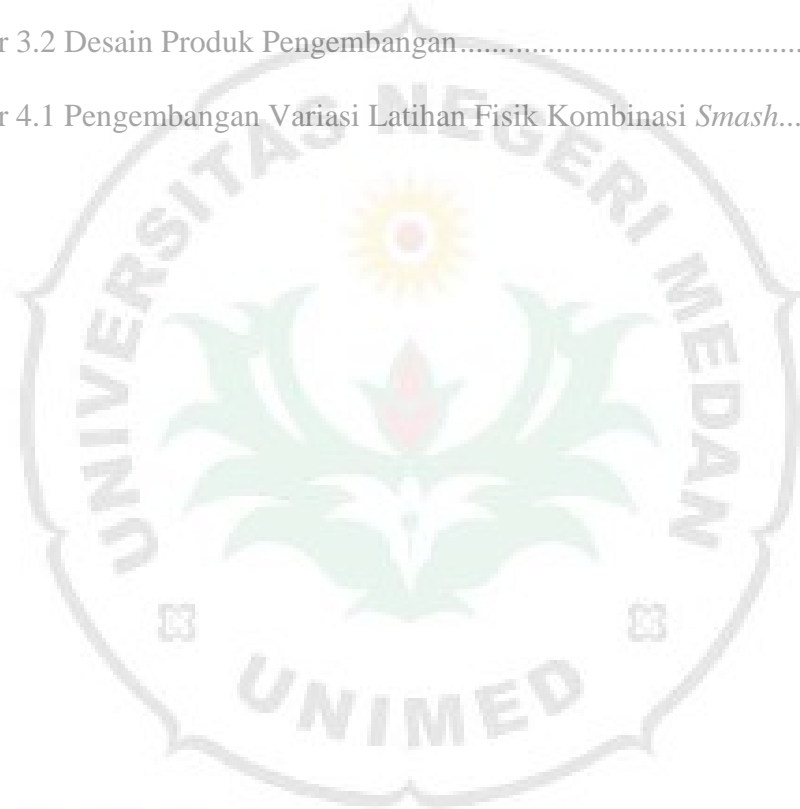 r 3.2 Desain Produk Pengembangan....................................
r 4.1 Pengembangan Variasi Latihan Fisik Kombinasi Smash...
UNIVERSITAS NEGERI MEDAN
UNIMED